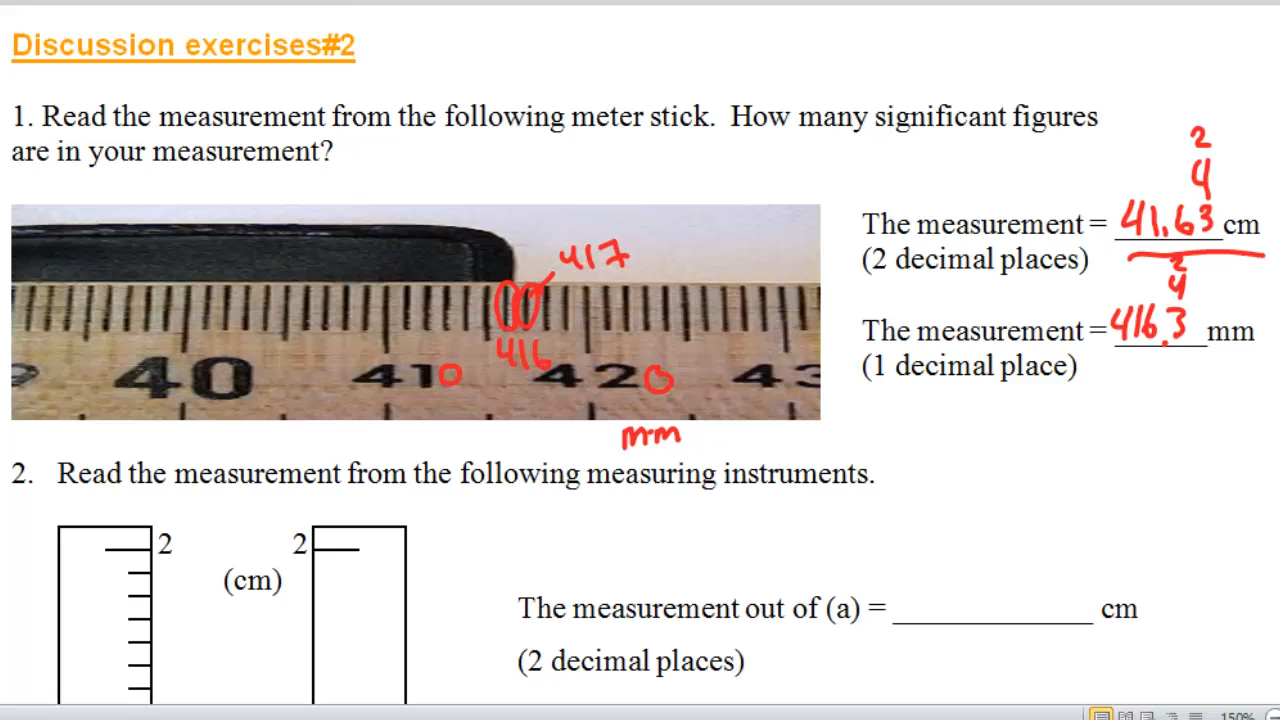 Discussion exercises#2
1. Read the measurement from the following meter stick. How many significant figures
are in your measurement?
2
4
The measurement = 41.63 cm
(2 decimal places)
2
4
The measurement = 416.3 mm
(1 decimal place)
417
416
40 410 420 43
mm
2. Read the measurement from the following measuring instruments.
2 2
(cm)
The measurement out of (a) = ____________ cm
(2 decimal places)
150%